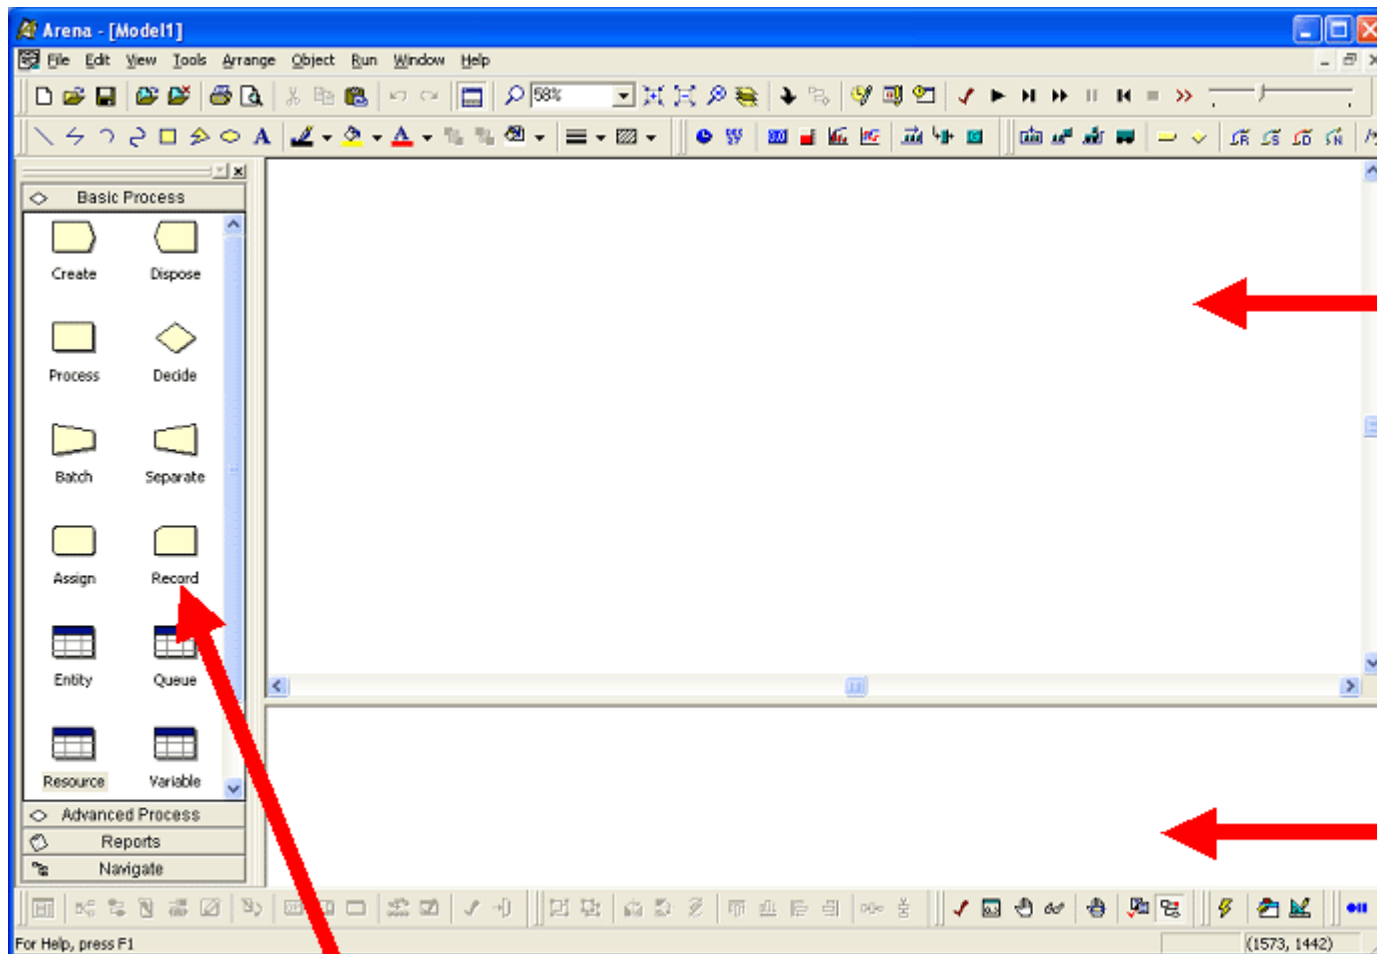 Arena - [Model1]
File Edit View Tools Arrange Object Run Window Help
58%
A A
Basic Process
Create Dispose
Process Decide
Batch Separate
Assign Record
Entity Queue
Resource Variable
Advanced Process
Reports
Navigate
For Help, press F1
(1573, 1442)